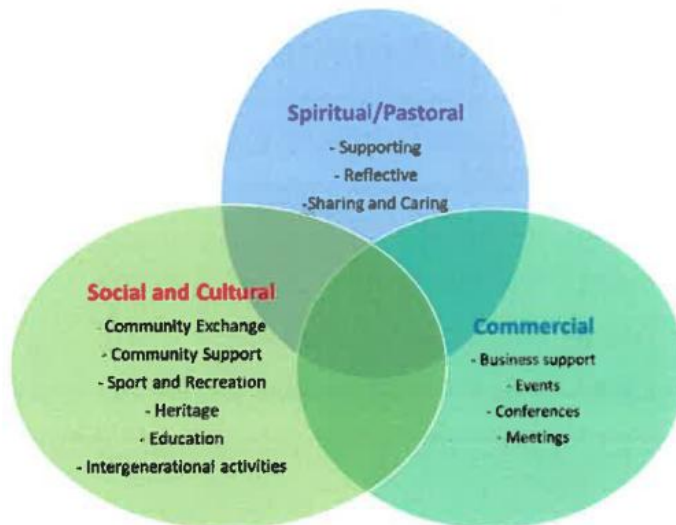 Spiritual/Pastoral
- Supporting
- Reflective
-Sharing and Caring
Social and Cultural
- Community Exchange
- Community Support
- Sport and Recreation
- Heritage
- Education
- Intergenerational activities
Commercial
- Business support
- Events
- Conferences
- Meetings